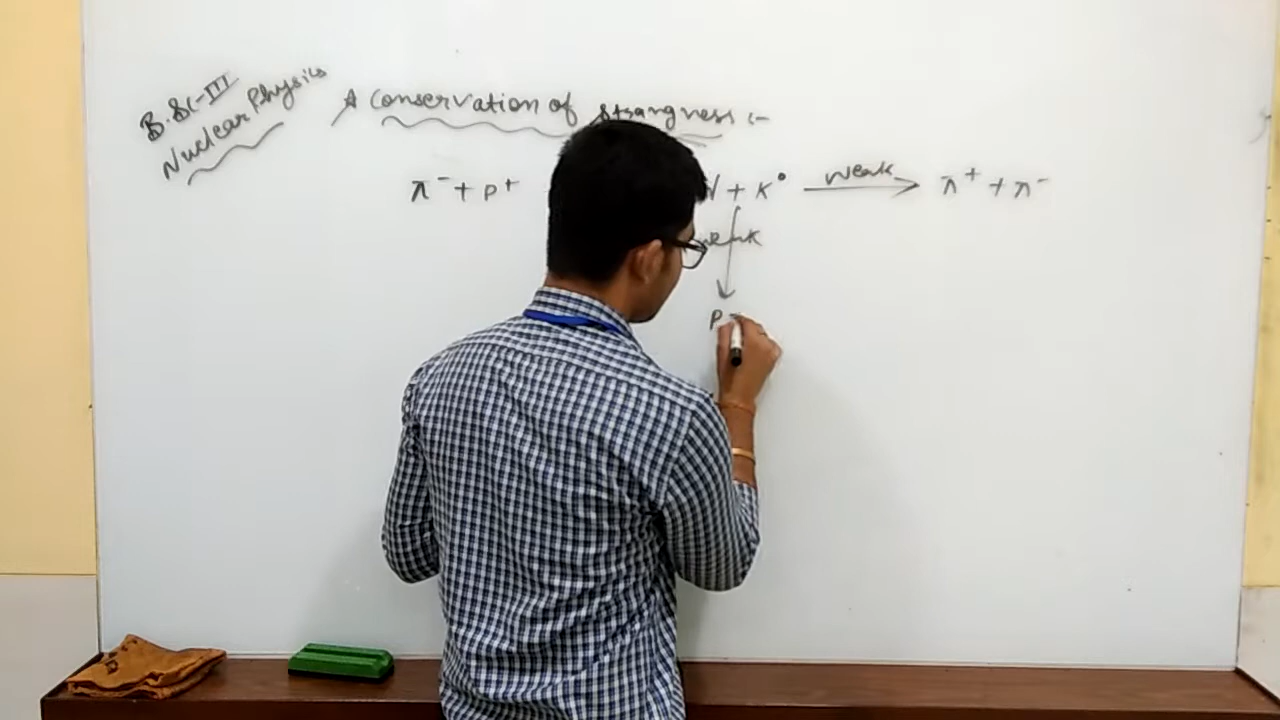 B.Sc-III
Nuclear Physics
* Conservation of strangness :-
π⁻ + p⁺ + K° weak π⁺ + π⁻
weak
P